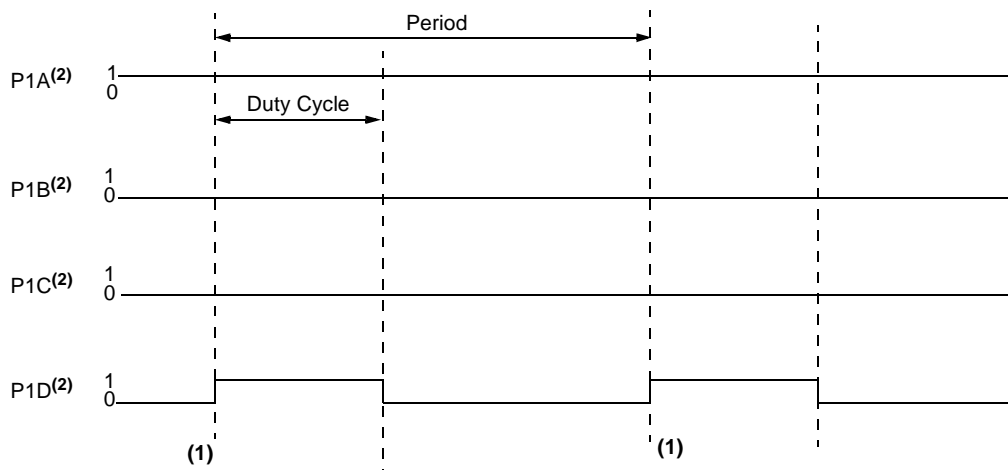 Period
P1A(2) 1
0
Duty Cycle
P1B(2) 1
0
P1C(2) 1
0
P1D(2) 1
0
(1) (1)